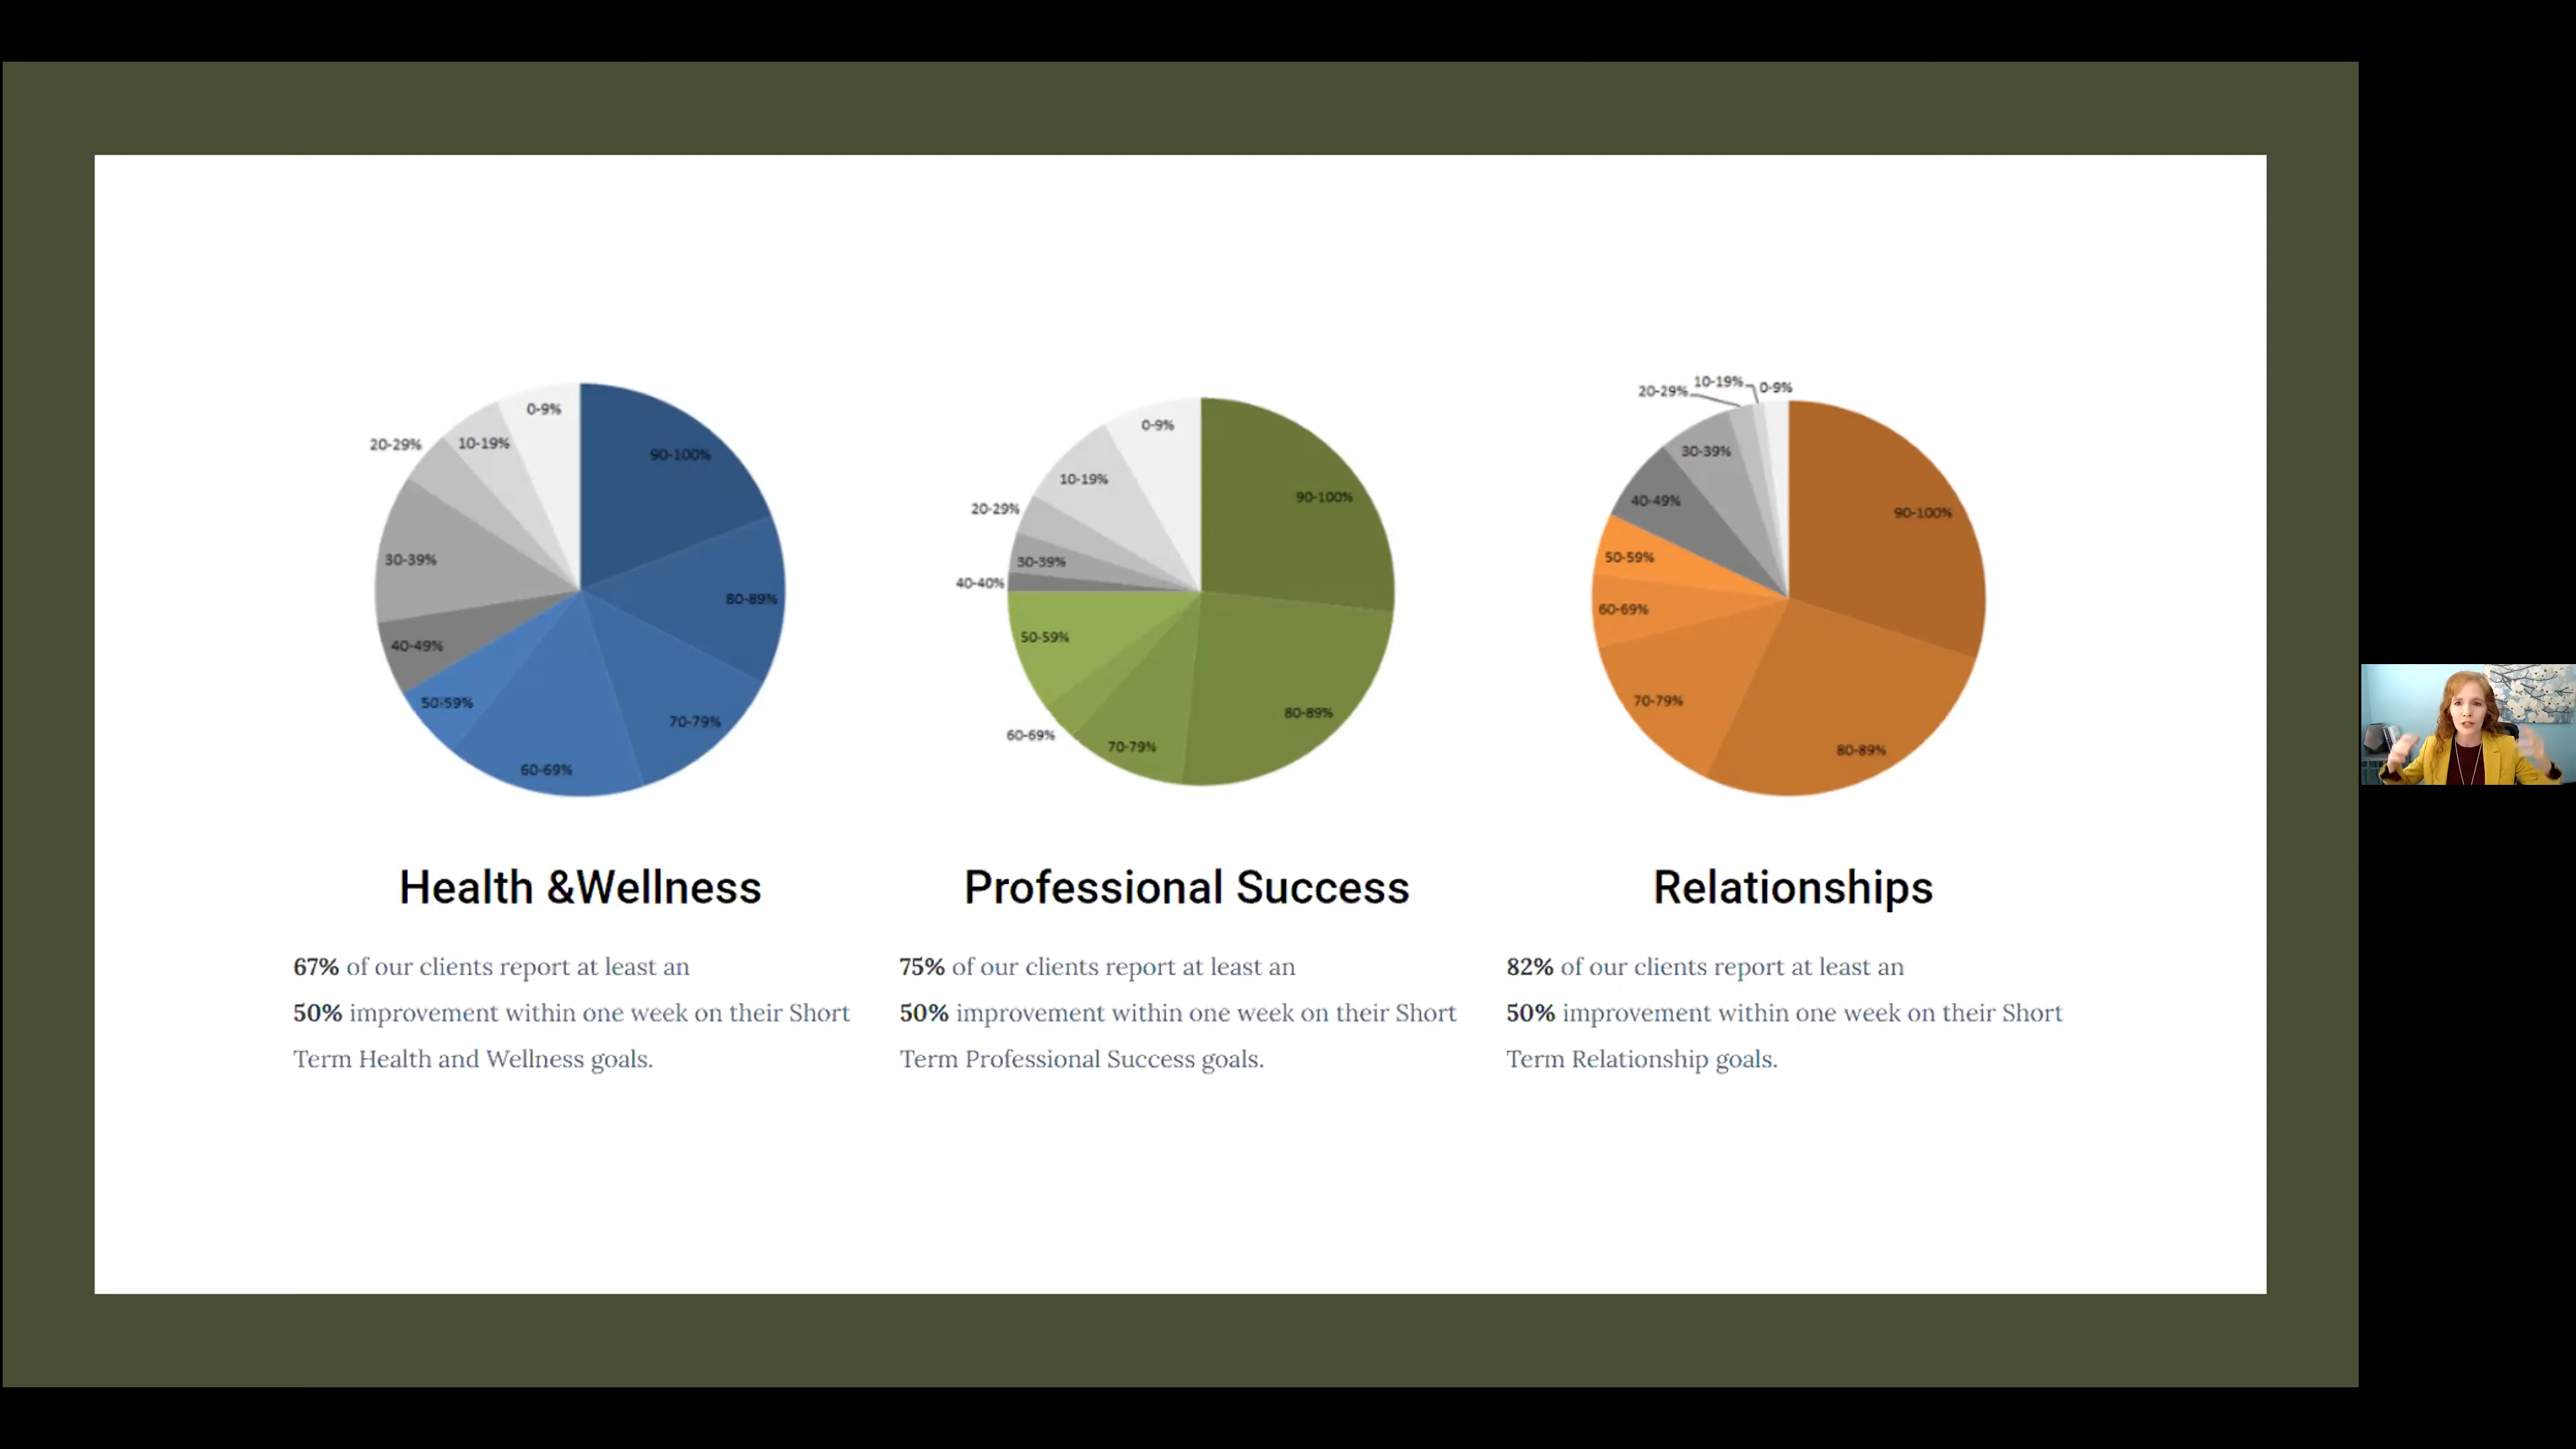 0-9%
90-100%
20-29%
10-19%
30-39%
80-89%
40-49%
50-59%
70-79%
60-69%
0-9%
90-100%
10-19%
20-29%
30-39%
40-40%
50-59%
80-89%
60-69%
70-79%
10-19%
0-9%
20-29%
30-39%
40-49%
90-100%
50-59%
60-69%
70-79%
80-89%
Health &Wellness
67% of our clients report at least an
50% improvement within one week on their Short
Term Health and Wellness goals.
Professional Success
75% of our clients report at least an
50% improvement within one week on their Short
Term Professional Success goals.
Relationships
82% of our clients report at least an
50% improvement within one week on their Short
Term Relationship goals.